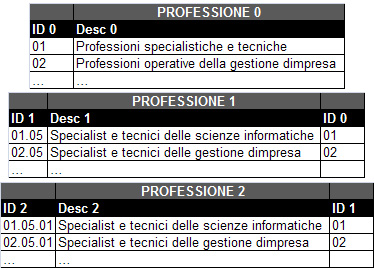 PROFESSIONE 0
ID 0 Desc 0
01 Professioni specialistiche e tecniche
02 Professioni operative della gestione dimpresa
... ...
PROFESSIONE 1
ID 1 Desc 1 ID 0
01.05 Specialist e tecnici delle scienze informatiche 01
02.05 Specialist e tecnici delle gestione dimpresa 02
... ...
PROFESSIONE 2
ID 2 Desc 2 ID 1
01.05.01 Specialist e tecnici delle scienze informatiche 01
02.05.01 Specialist e tecnici delle gestione dimpresa 02
... ...